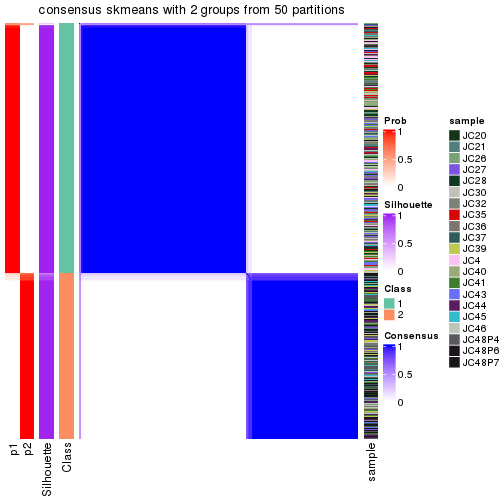 consensus skmeans with 2 groups from 50 partitions
p1
p2
Silhouette
Class
sample
Prob
1
0.5
0
Silhouette
1
0.5
0
Class
1
2
Consensus
1
0.5
0
sample
JC20
JC21
JC26
JC27
JC28
JC30
JC32
JC35
JC36
JC37
JC39
JC4
JC40
JC41
JC43
JC44
JC45
JC46
JC48P4
JC48P6
JC48P7